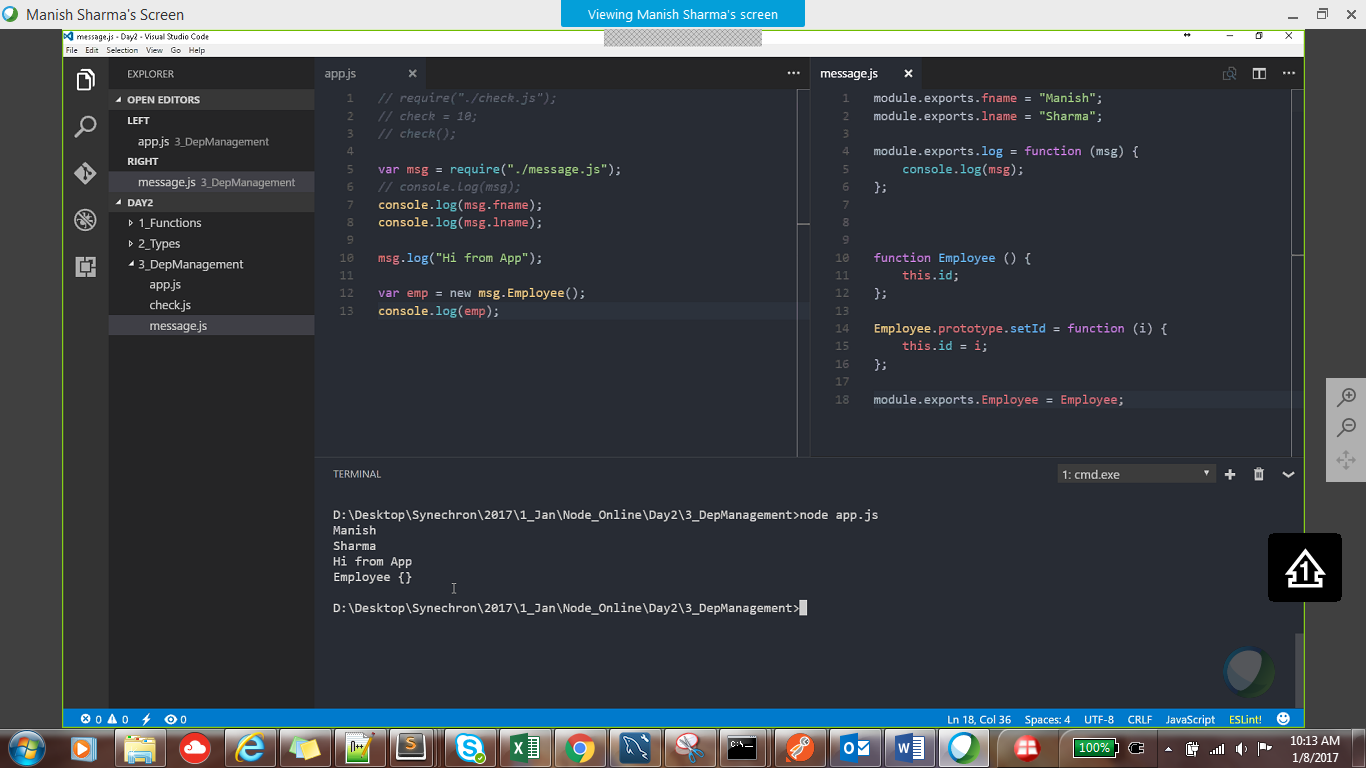 Manish Sharma's Screen
Viewing Manish Sharma's screen
message.js - Day2 - Visual Studio Code
File Edit Selection View Go Help
EXPLORER
OPEN EDITORS
LEFT
app.js 3_DepManagement
RIGHT
message.js 3_DepManagement
DAY2
1_Functions
2_Types
3_DepManagement
app.js
check.js
message.js
app.js
1 // require("./check.js");
2 // check = 10;
3 // check();
4
5 var msg = require("./message.js");
6 // console.log(msg);
7 console.log(msg.fname);
8 console.log(msg.lname);
9
10 msg.log("Hi from App");
11
12 var emp = new msg.Employee();
13 console.log(emp);
message.js
1 module.exports.fname = "Manish";
2 module.exports.lname = "Sharma";
3
4 module.exports.log = function (msg) {
5 console.log(msg);
6 };
7
8
9
10 function Employee () {
11 this.id;
12 };
13
14 Employee.prototype.setId = function (i) {
15 this.id = i;
16 };
17
18 module.exports.Employee = Employee;
TERMINAL
1: cmd.exe
D:\Desktop\Synechron\2017\1_Jan\Node_Online\Day2\3_DepManagement>node app.js
Manish
Sharma
Hi from App
Employee {}
D:\Desktop\Synechron\2017\1_Jan\Node_Online\Day2\3_DepManagement>
1
0 0 0
Ln 18, Col 36 Spaces: 4 UTF-8 CRLF JavaScript ESLint!
100%
10:13 AM
1/8/2017